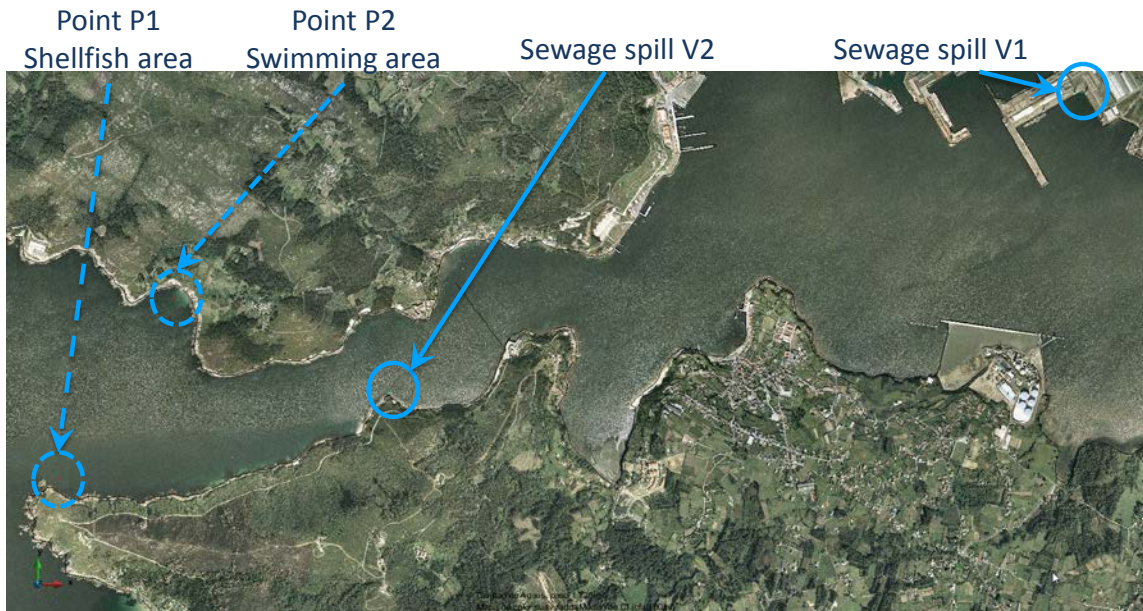 Point P1
Shellfish area
Point P2
Swimming area
Sewage spill V2
Sewage spill V1